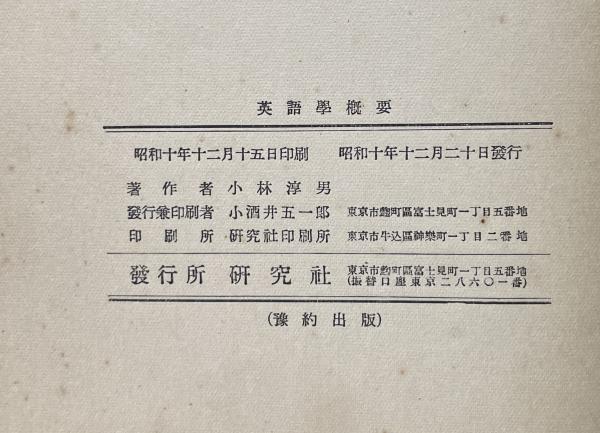 英語學槪要
昭和十年十二月十五日印刷 昭和十年十二月二十日發行
著作者 小林淳男
發行兼印刷者 小酒井五一郎 東京市麴町區富士見町一丁目五番地
印刷所 硏究社印刷所 東京市牛込區神樂町一丁目二番地
發行所 硏究社 東京市麴町區富士見町一丁目五番地
(振替口座東京二八六〇一番)
(豫約出版)